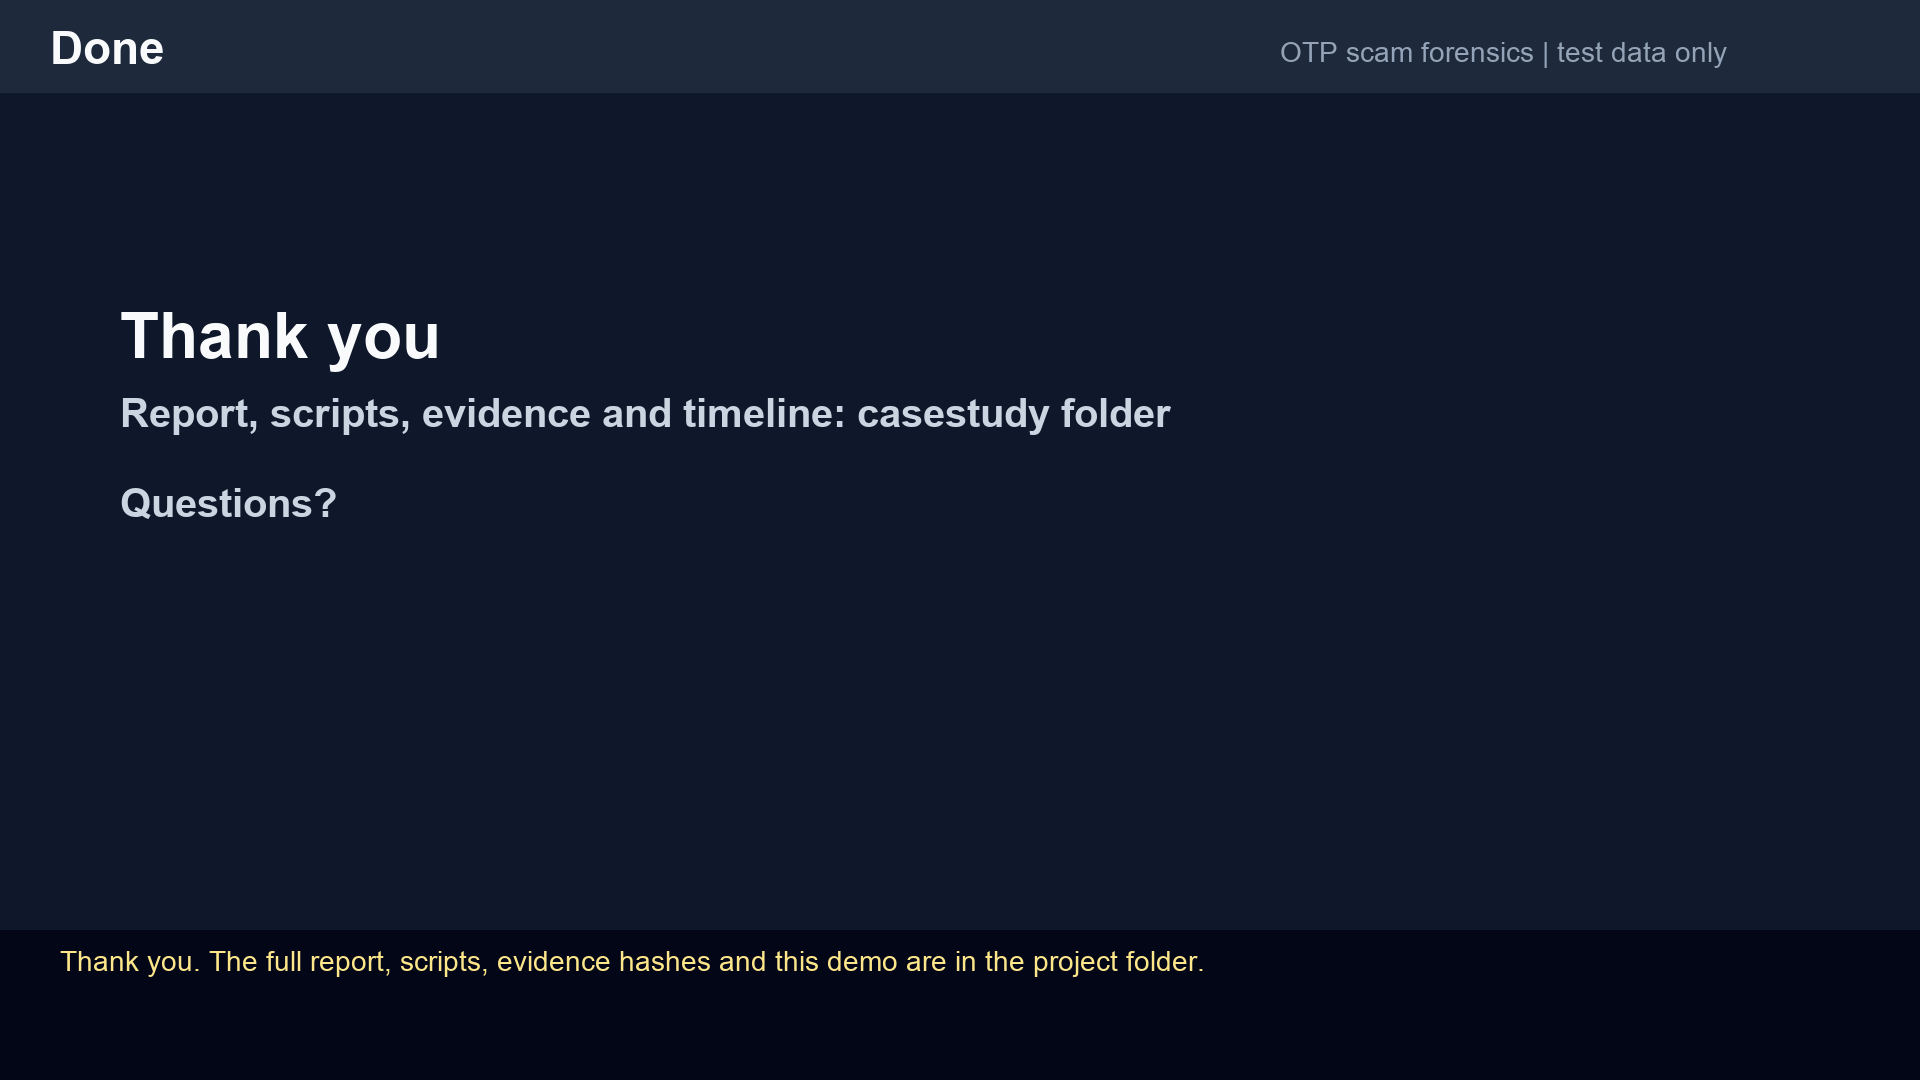 Done
OTP scam forensics | test data only
Thank you
Report, scripts, evidence and timeline: casestudy folder
Questions?
Thank you. The full report, scripts, evidence hashes and this demo are in the project folder.